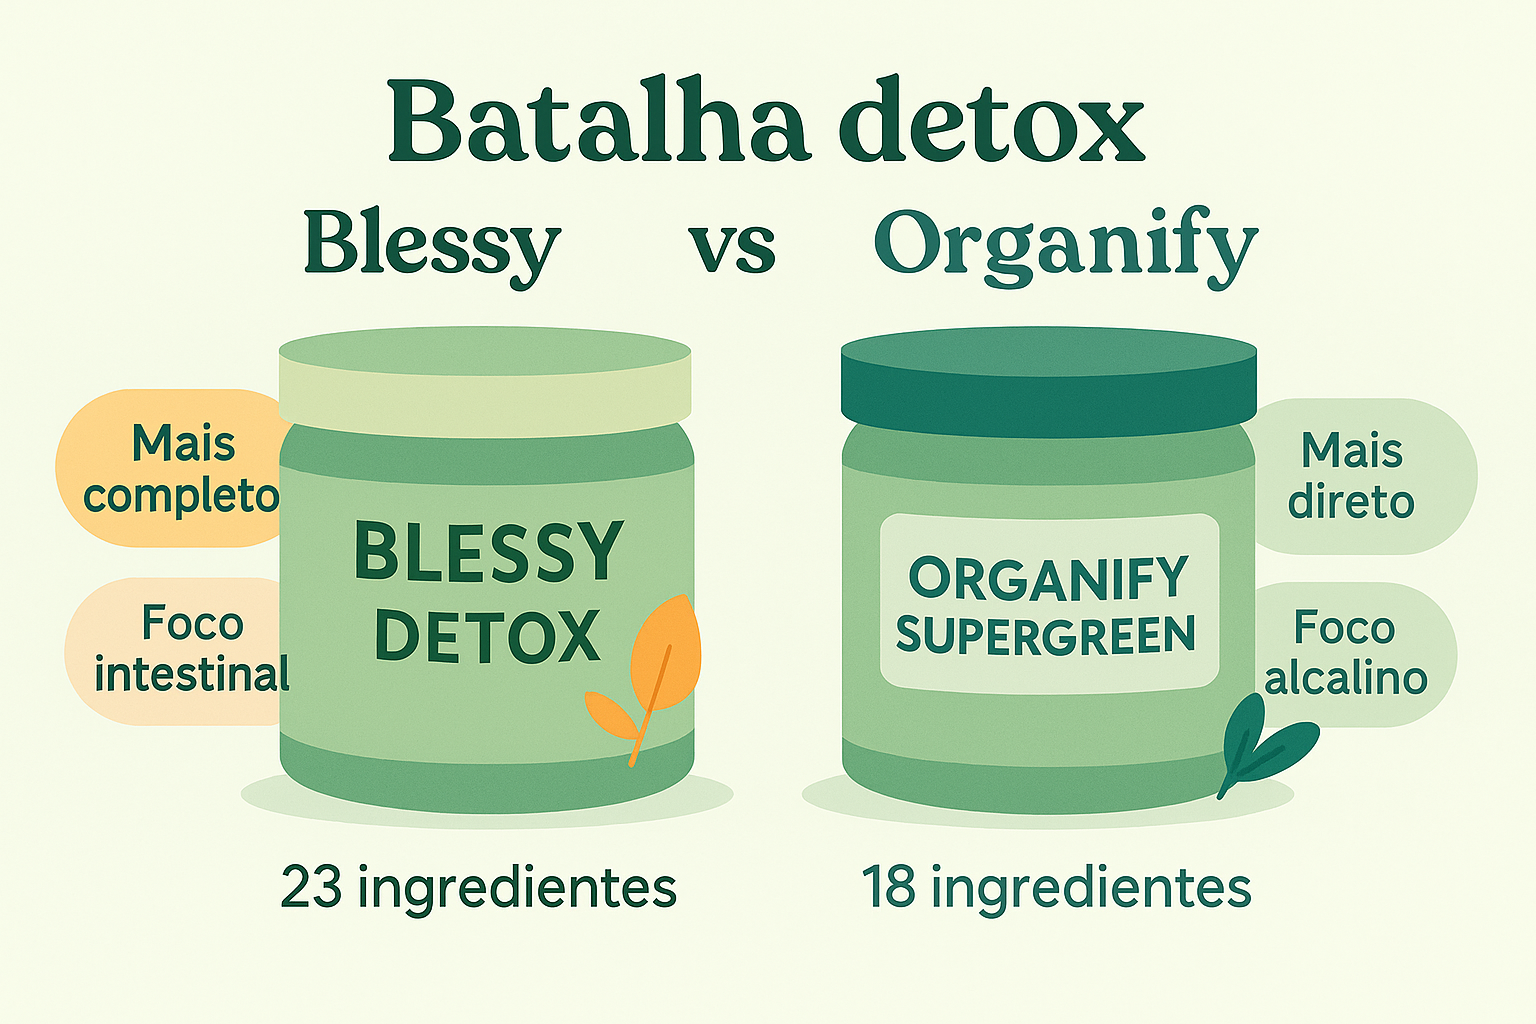 Batalha detox
Blessy vs Organify
Mais
completo
Foco
intestinal
BLESSY
DETOX
ORGANIFY
SUPERGREEN
Mais
direto
Foco
alcalino
23 ingredientes
18 ingredientes